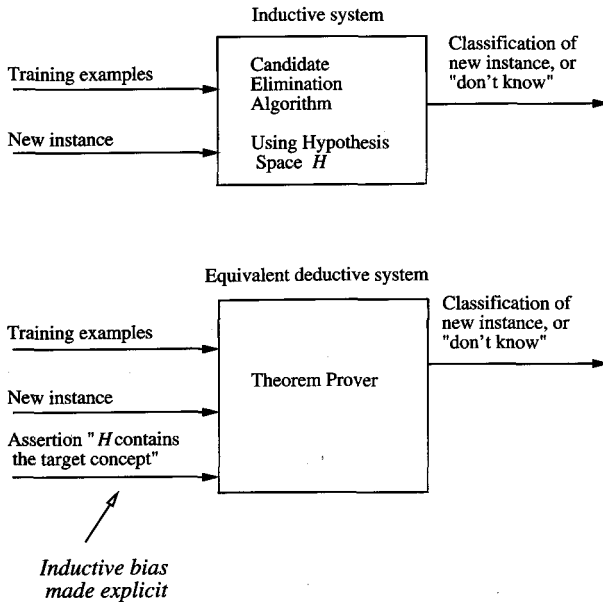 Inductive system
Training examples
New instance
Candidate
Elimination
Algorithm
Using Hypothesis
Space H
Classification of
new instance, or
"don't know"
Equivalent deductive system
Training examples
New instance
Assertion "H contains
the target concept"
Theorem Prover
Classification of
new instance, or
"don't know"
Inductive bias
made explicit